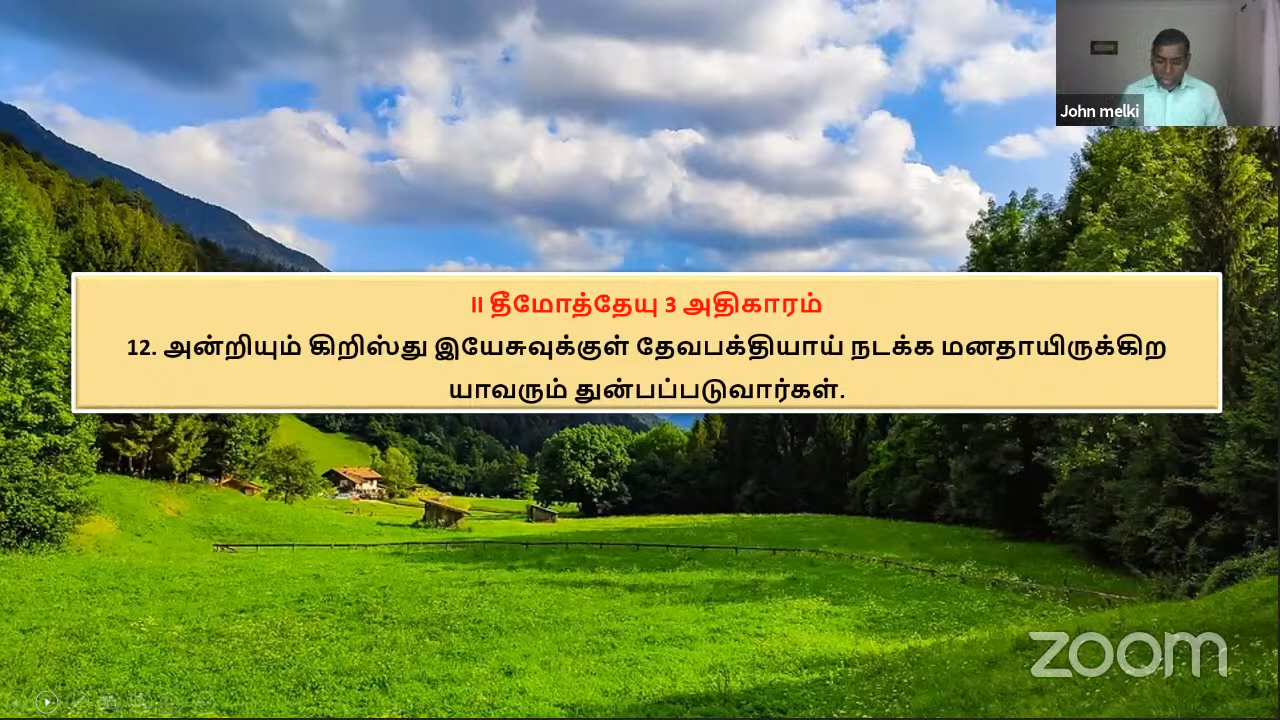 John melki
II தீமோத்தேயு 3 அதிகாரம்
12. அன்றியும் கிறிஸ்து இயேசுவுக்குள் தேவபக்தியாய் நடக்க மனதாயிருக்கிற
யாவரும் துன்பப்படுவார்கள்.
zoom